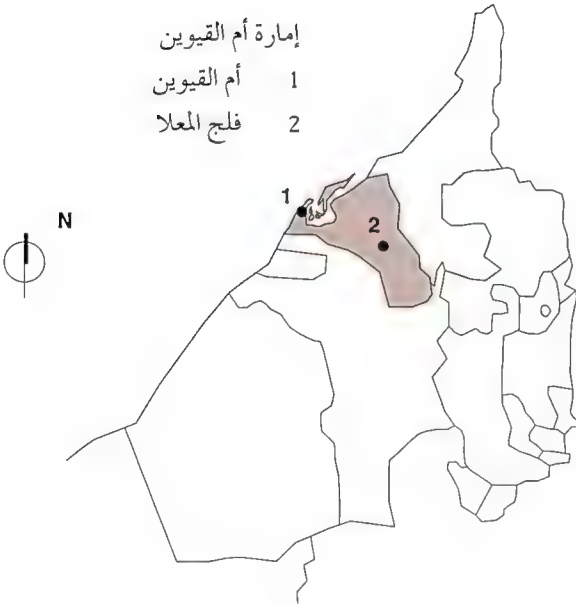 إمارة أم القيوين
1 أم القيوين
2 فلج المعلا
1
2
N